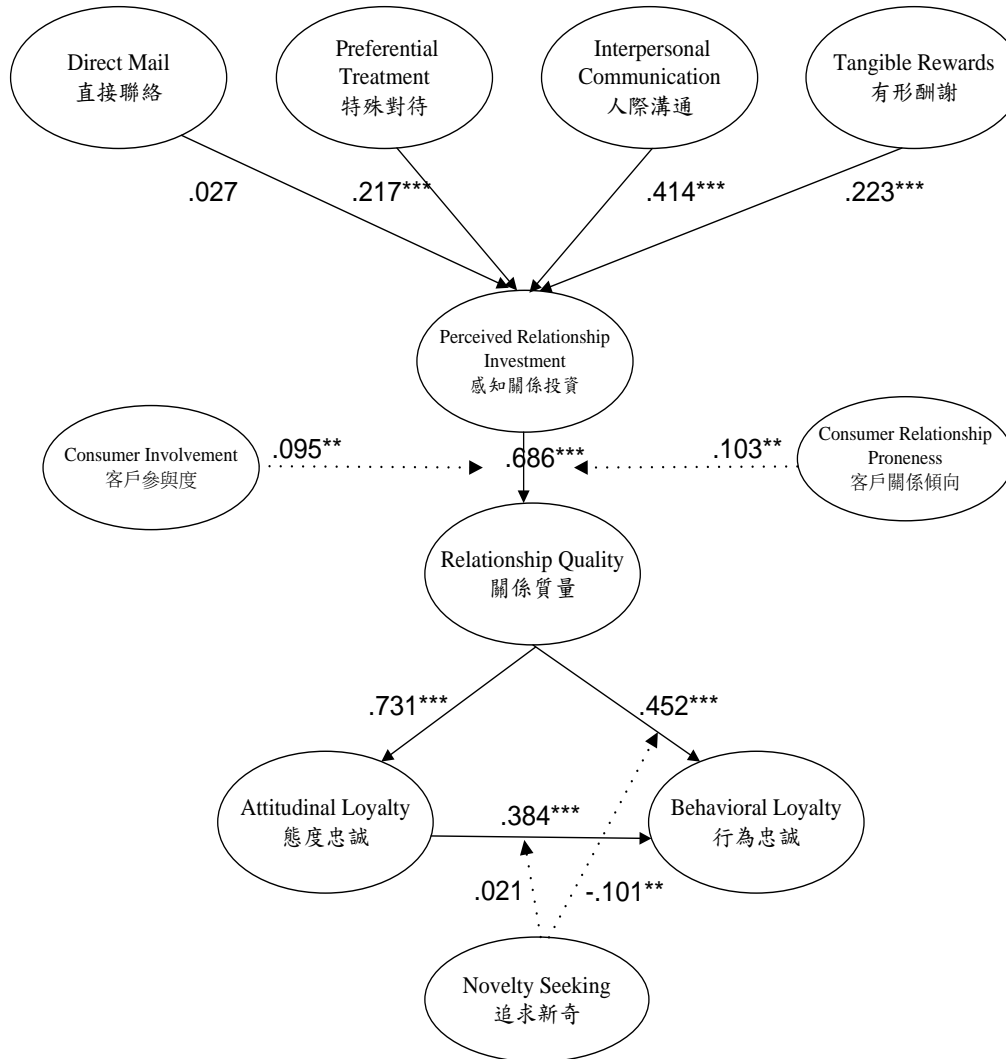 Direct Mail
直接聯絡
Preferential
Treatment
特殊對待
Interpersonal
Communication
人際溝通
Tangible Rewards
有形酬謝
.027
.217***
.414***
.223***
Perceived Relationship
Investment
感知關係投資
Consumer Involvement
客戶參與度
.095**
.686***
.103**
Consumer Relationship
Proneness
客戶關係傾向
Relationship Quality
關係質量
.731***
.452***
Attitudinal Loyalty
態度忠誠
.384***
Behavioral Loyalty
行為忠誠
.021
-.101**
Novelty Seeking
追求新奇